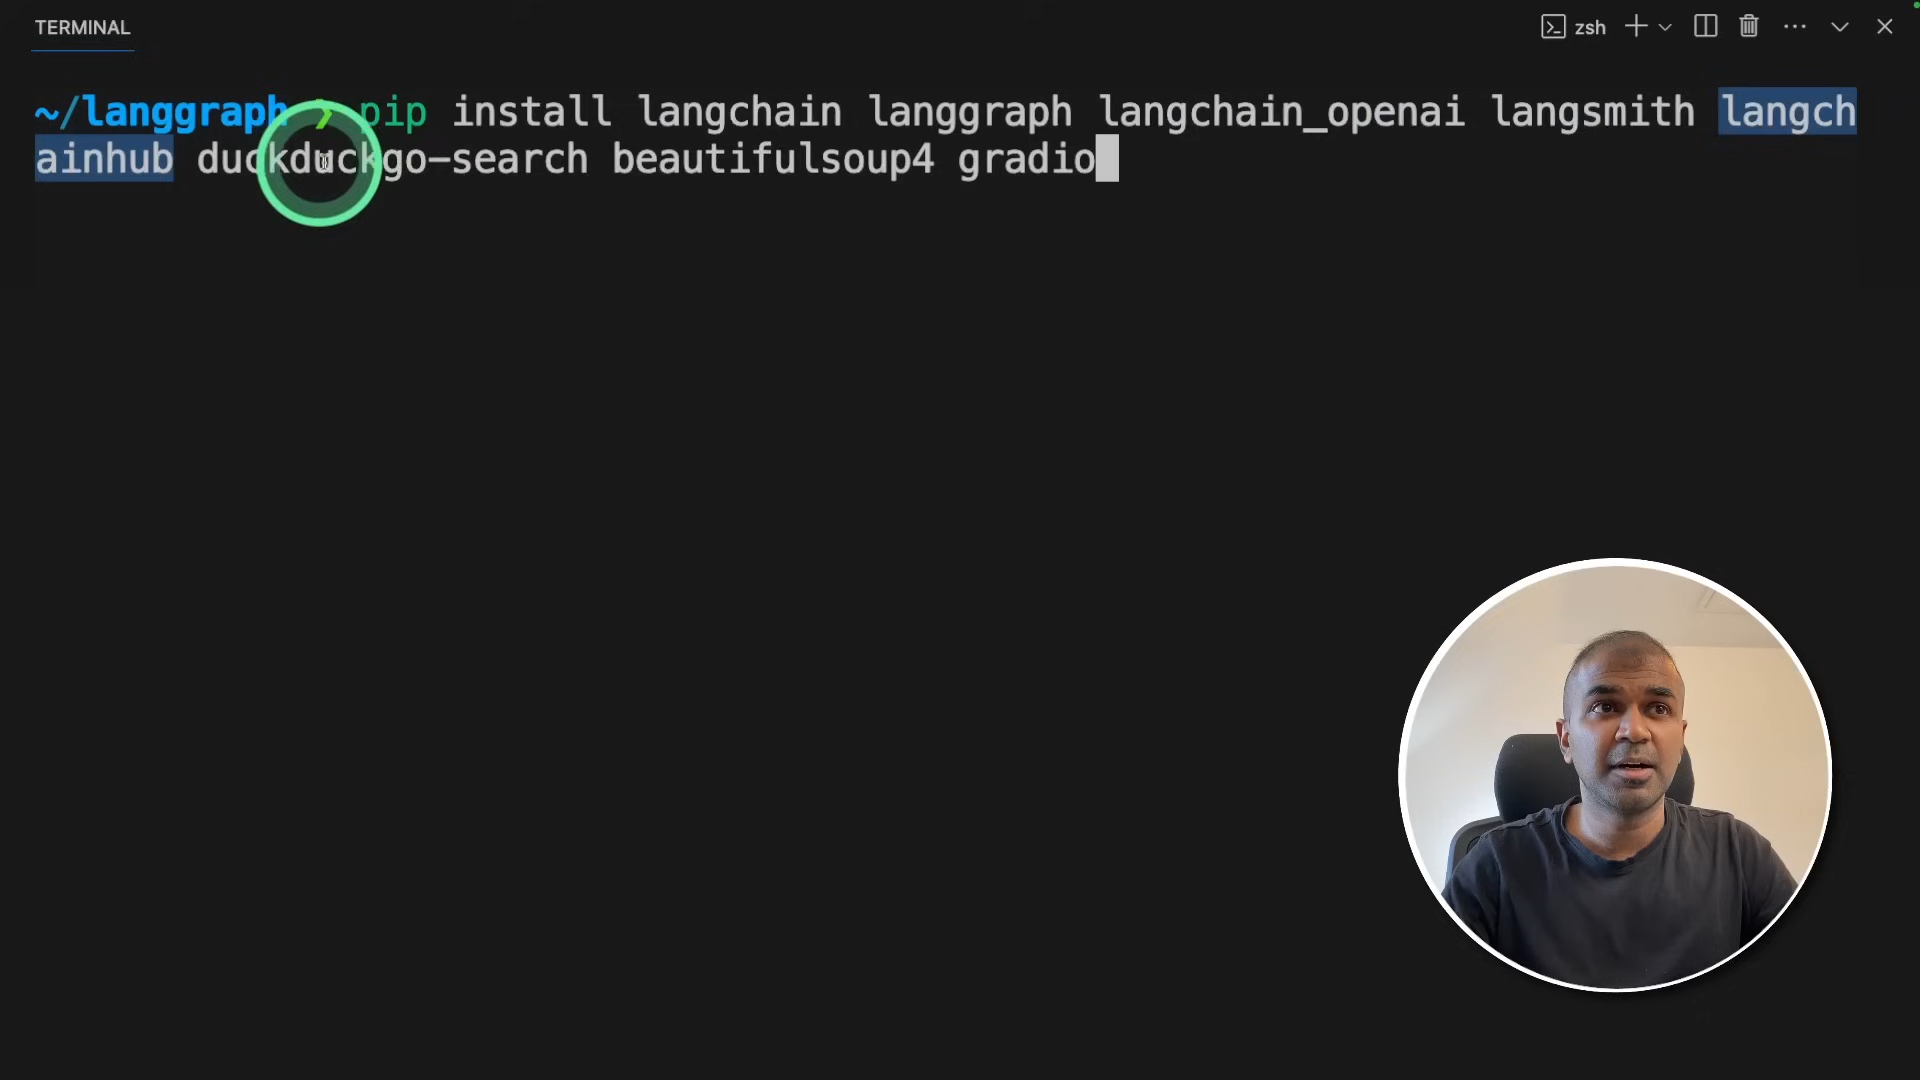 TERMINAL
zsh
~/langgraph ❯ pip install langchain langgraph langchain_openai langsmith langch
ainhub duckduckgo-search beautifulsoup4 gradio